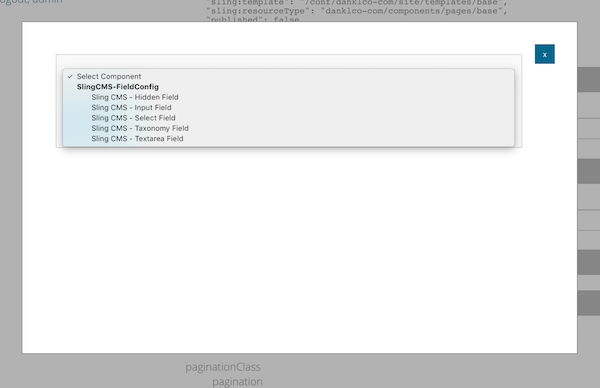 logout, admin
"sling:template": "/conf/danklco-com/site/templates/base",
"sling:resourceType": "danklco-com/components/pages/base",
"published": false
x
✓ Select Component
SlingCMS-FieldConfig
Sling CMS - Hidden Field
Sling CMS - Input Field
Sling CMS - Select Field
Sling CMS - Taxonomy Field
Sling CMS - Textarea Field
paginationClass
pagination